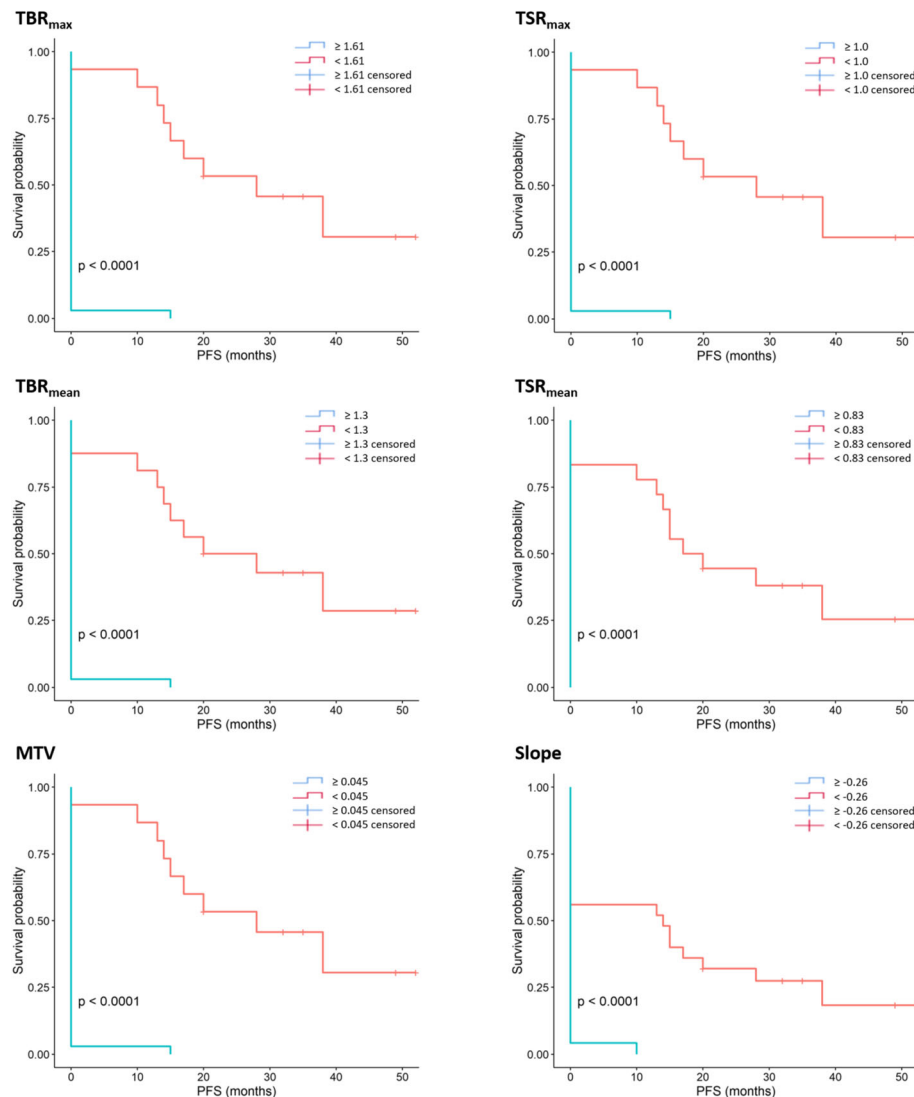 TBRmax
≥ 1.61
< 1.61
≥ 1.61 censored
< 1.61 censored
1.00
0.75
0.50
0.25
0.00
Survival probability
p < 0.0001
0 10 20 30 40 50
PFS (months)
TSRmax
≥ 1.0
< 1.0
≥ 1.0 censored
< 1.0 censored
1.00
0.75
0.50
0.25
0.00
Survival probability
p < 0.0001
0 10 20 30 40 50
PFS (months)
TBRmean
≥ 1.3
< 1.3
≥ 1.3 censored
< 1.3 censored
1.00
0.75
0.50
0.25
0.00
Survival probability
p < 0.0001
0 10 20 30 40 50
PFS (months)
TSRmean
≥ 0.83
< 0.83
≥ 0.83 censored
< 0.83 censored
1.00
0.75
0.50
0.25
0.00
Survival probability
p < 0.0001
0 10 20 30 40 50
PFS (months)
MTV
≥ 0.045
< 0.045
≥ 0.045 censored
< 0.045 censored
1.00
0.75
0.50
0.25
0.00
Survival probability
p < 0.0001
0 10 20 30 40 50
PFS (months)
Slope
≥ -0.26
< -0.26
≥ -0.26 censored
< -0.26 censored
1.00
0.75
0.50
0.25
0.00
Survival probability
p < 0.0001
0 10 20 30 40 50
PFS (months)